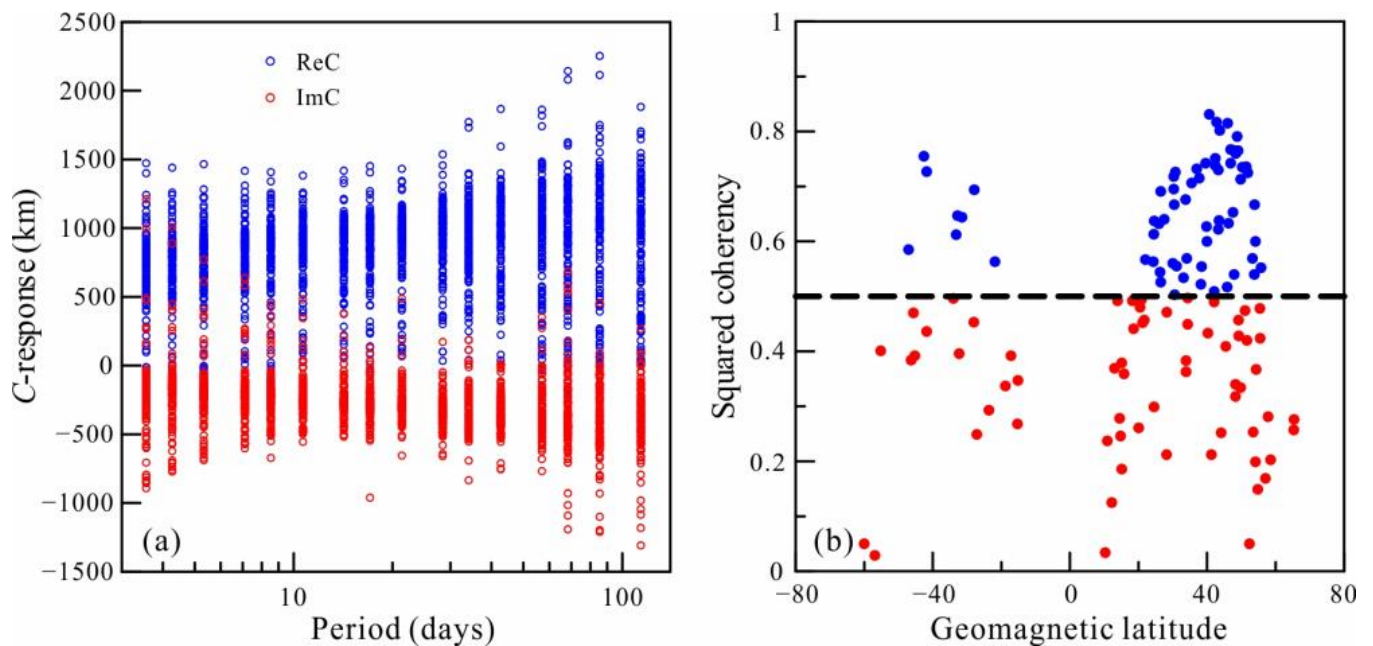 2500
2000
1500
1000
500
0
−500
−1000
−1500
C-response (km)
ReC
ImC
(a)
10
100
Period (days)
1
0.8
0.6
0.4
0.2
0
Squared coherency
(b)
−80
−40
0
40
80
Geomagnetic latitude